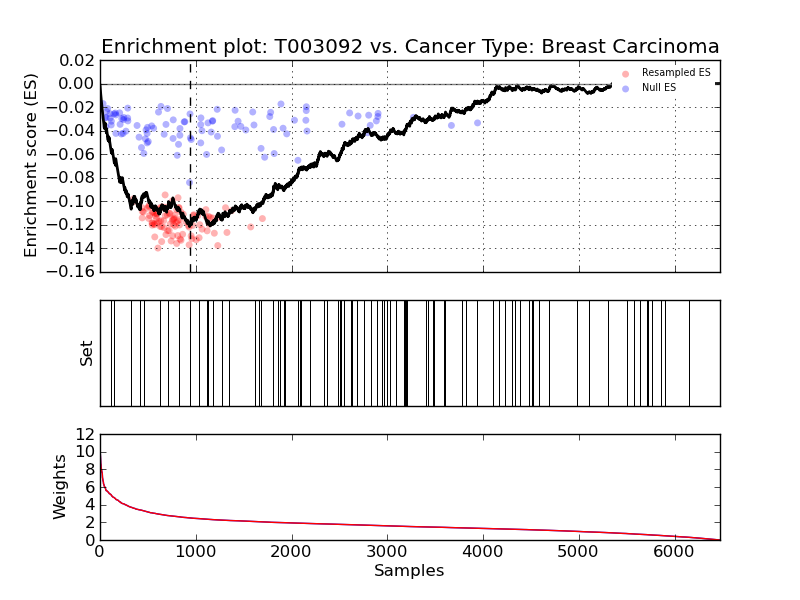 Enrichment plot: T003092 vs. Cancer Type: Breast Carcinoma
0.02
0.00
−0.02
−0.04
−0.06
−0.08
−0.10
−0.12
−0.14
−0.16
Enrichment score (ES)
Resampled ES
Null ES
Set
12
10
8
6
4
2
0
Weights
0 1000 2000 3000 4000 5000 6000
Samples